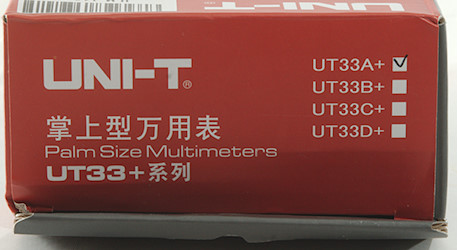 UNI-T®
掌上型万用表
Palm Size Multimeters
UT33+系列
UT33A+
UT33B+
UT33C+
UT33D+